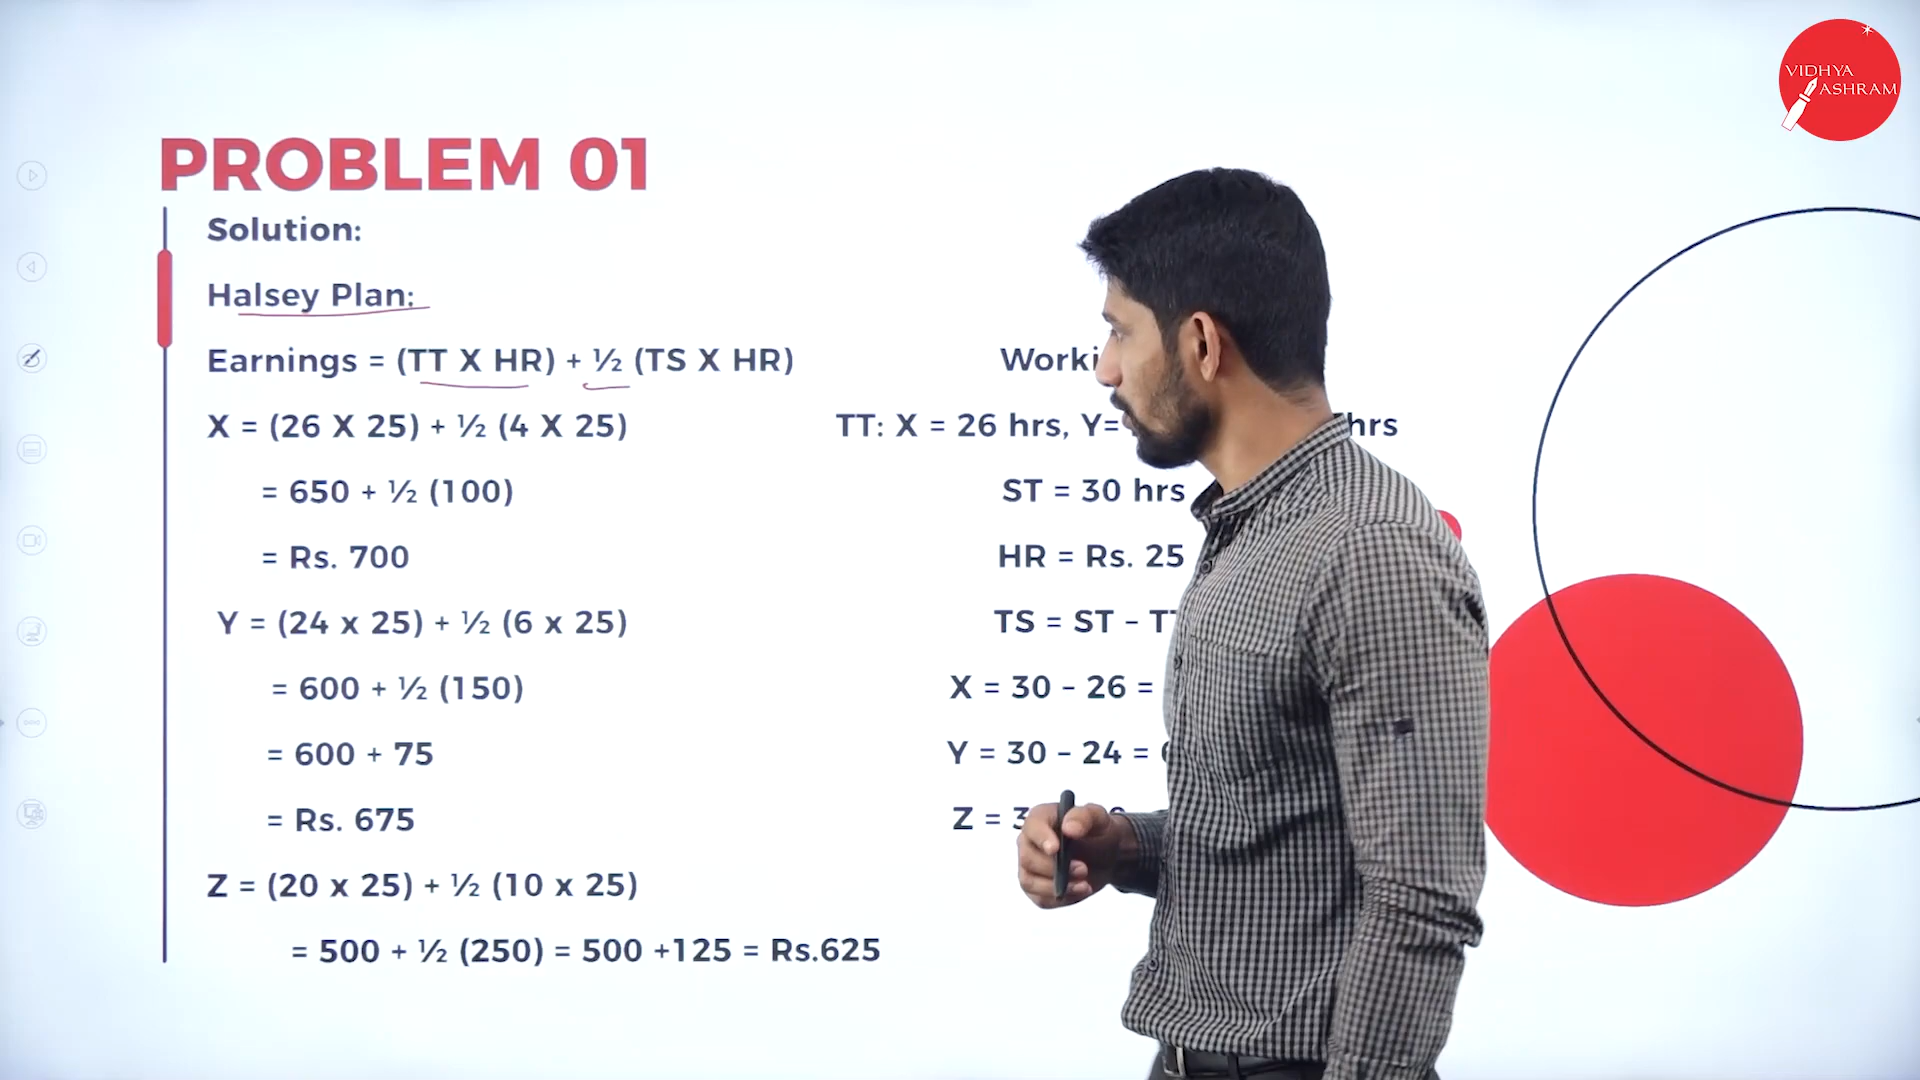 VIDHYA
ASHRAM
PROBLEM 01
Solution:
Halsey Plan:
Earnings = (TT X HR) + ½ (TS X HR)
X = (26 X 25) + ½ (4 X 25)
= 650 + ½ (100)
= Rs. 700
Y = (24 x 25) + ½ (6 x 25)
= 600 + ½ (150)
= 600 + 75
= Rs. 675
Z = (20 x 25) + ½ (10 x 25)
= 500 + ½ (250) = 500 +125 = Rs.625
TT: X = 26 hrs, Y= hrs
ST = 30 hrs
HR = Rs. 25
TS = ST –
X = 30 – 26 =
Y = 30 – 24 =
Z =